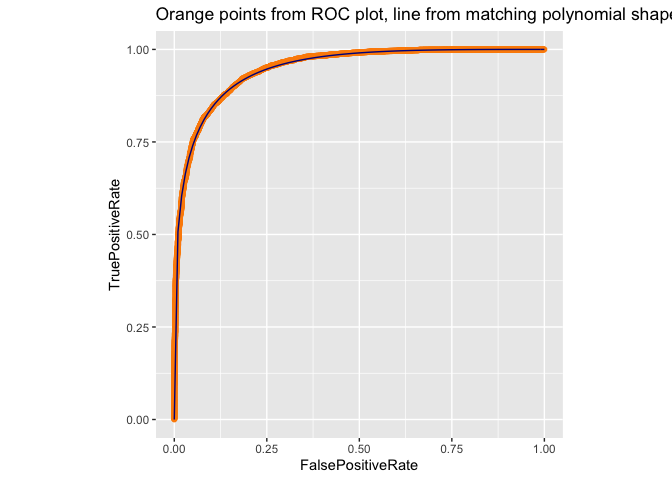 Orange points from ROC plot, line from matching polynomial shape
1.00
0.75
0.50
0.25
0.00
TruePositiveRate
0.00 0.25 0.50 0.75 1.00
FalsePositiveRate